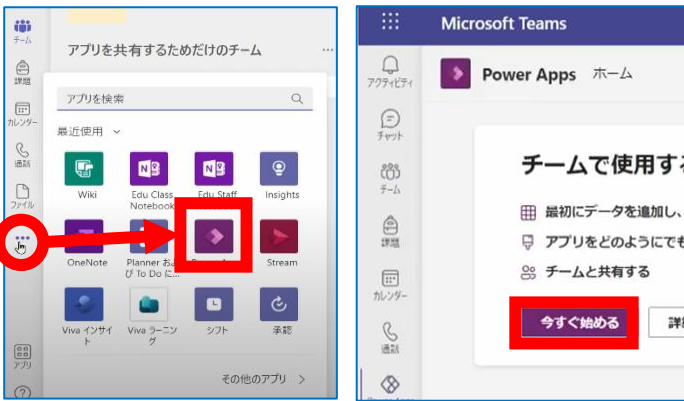 チーム
課題
カレンダー
通話
ファイル
アプリ
アプリを共有するためだけのチーム
…
アプリを検索
最近使用
Wiki
Edu Class
Notebook
Edu Staff
Insights
OneNote
Planner およ
び To Do に...
Stream
Viva インサイ
ト
Viva ラーニン
グ
シフト
承認
その他のアプリ >
Microsoft Teams
アクティビティ
チャット
チーム
課題
カレンダー
通話
Power Apps ホーム
チームで使用する
最初にデータを追加し、
アプリをどのようにでも
チームと共有する
今すぐ始める